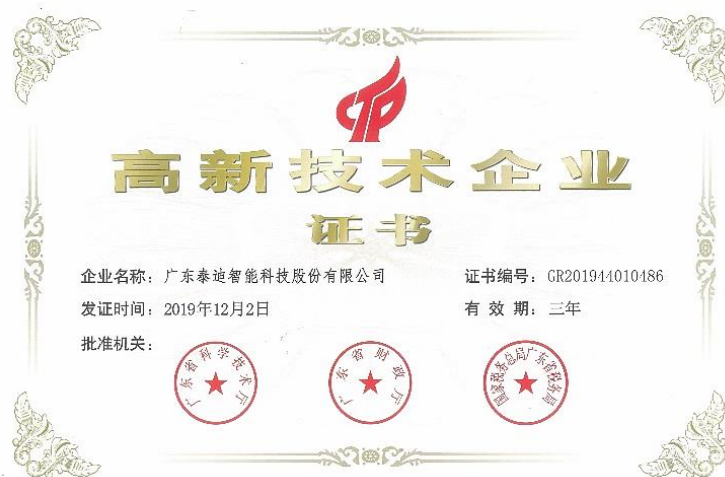 高新技术企业
证书
企业名称：广东泰迪智能科技股份有限公司
证书编号：GR201944010486
发证时间：2019年12月2日
有效期：三年
批准机关：
广东省科学技术厅
广东省财政厅
国家税务总局广东省税务局